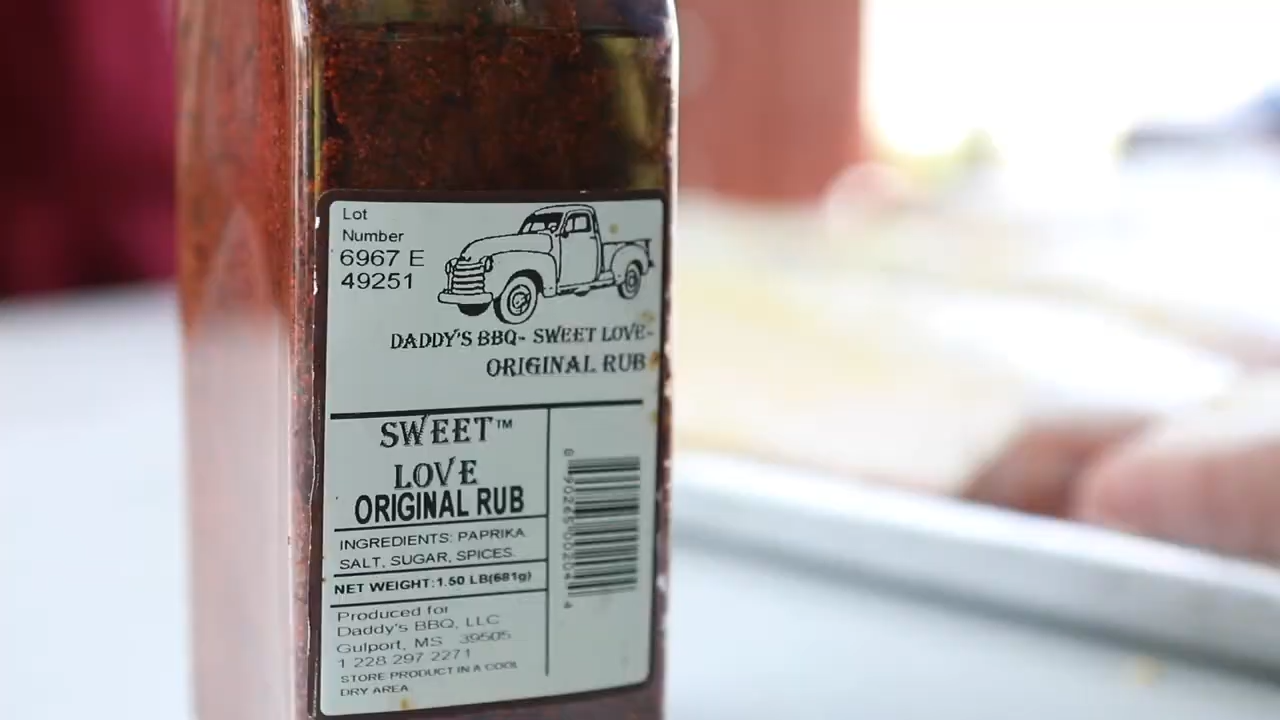 Lot
Number
6967 E
49251
DADDY'S BBQ- SWEET LOVE-
ORIGINAL RUB
SWEET™
LOVE
ORIGINAL RUB
INGREDIENTS: PAPRIKA,
SALT, SUGAR, SPICES.
NET WEIGHT:1.50 LB(681g)
Produced for
Daddy's BBQ, LLC
Gulport, MS 39505
1 228 297 2271
STORE PRODUCT IN A COOL
DRY AREA.